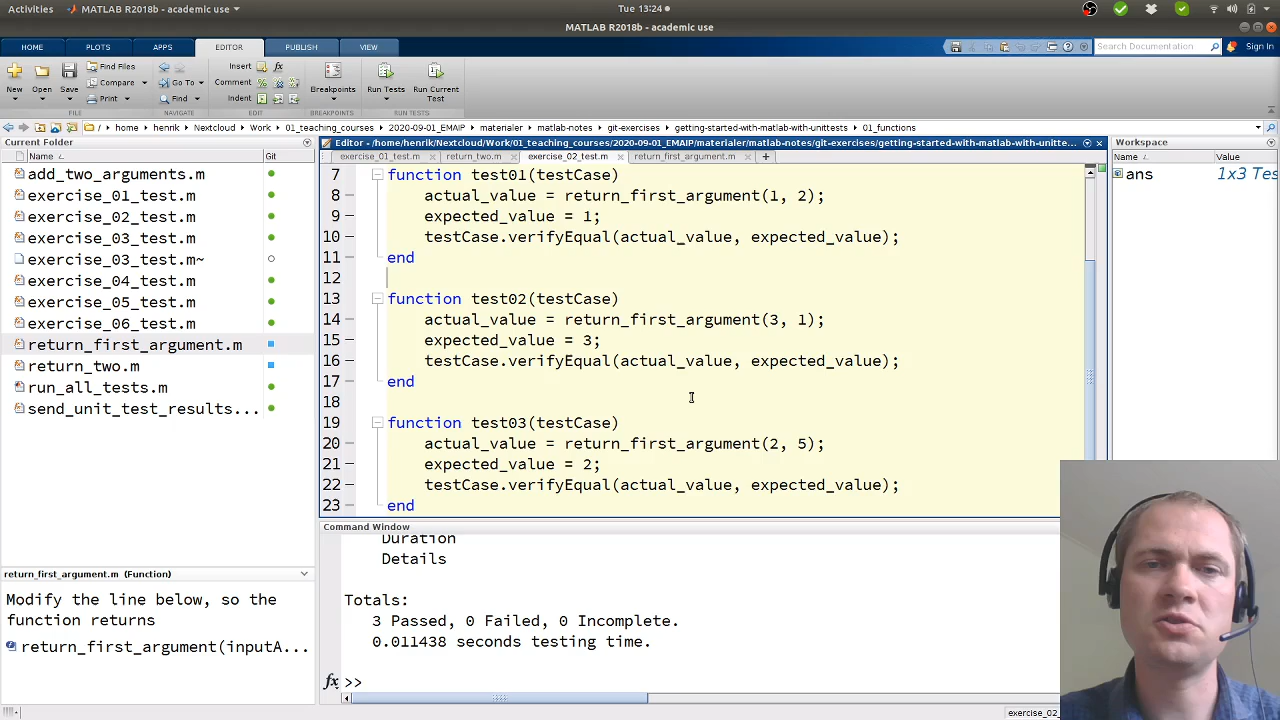 Activities MATLAB R2018b - academic use Tue 13:24
MATLAB R2018b - academic use
HOME PLOTS APPS EDITOR PUBLISH VIEW Search Documentation Sign In
New Open Save Find Files Compare Print Go To Find Insert Comment Indent Breakpoints Run Tests Run Current Test
FILE NAVIGATE EDIT BREAKPOINTS RUN TESTS
/ home henrik Nextcloud Work 01_teaching_courses 2020-09-01_EMAIP materialer matlab-notes git-exercises getting-started-with-matlab-with-unittests 01_functions
Current Folder
Name Git
add_two_arguments.m
exercise_01_test.m
exercise_02_test.m
exercise_03_test.m
exercise_03_test.m~
exercise_04_test.m
exercise_05_test.m
exercise_06_test.m
return_first_argument.m
return_two.m
run_all_tests.m
send_unit_test_results...
return_first_argument.m (Function)
Modify the line below, so the
function returns
return_first_argument(inputA...
Editor - /home/henrik/Nextcloud/Work/01_teaching_courses/2020-09-01_EMAIP/materialer/matlab-notes/git-exercises/getting-started-with-matlab-with-unitte...
exercise_01_test.m return_two.m exercise_02_test.m return_first_argument.m
7 function test01(testCase)
8 actual_value = return_first_argument(1, 2);
9 expected_value = 1;
10 testCase.verifyEqual(actual_value, expected_value);
11 end
12
13 function test02(testCase)
14 actual_value = return_first_argument(3, 1);
15 expected_value = 3;
16 testCase.verifyEqual(actual_value, expected_value);
17 end
18
19 function test03(testCase)
20 actual_value = return_first_argument(2, 5);
21 expected_value = 2;
22 testCase.verifyEqual(actual_value, expected_value);
23 end
Command Window
Duration
Details
Totals:
3 Passed, 0 Failed, 0 Incomplete.
0.011438 seconds testing time.
fx >>
Workspace
Name Value
ans 1x3 Tes
exercise_02